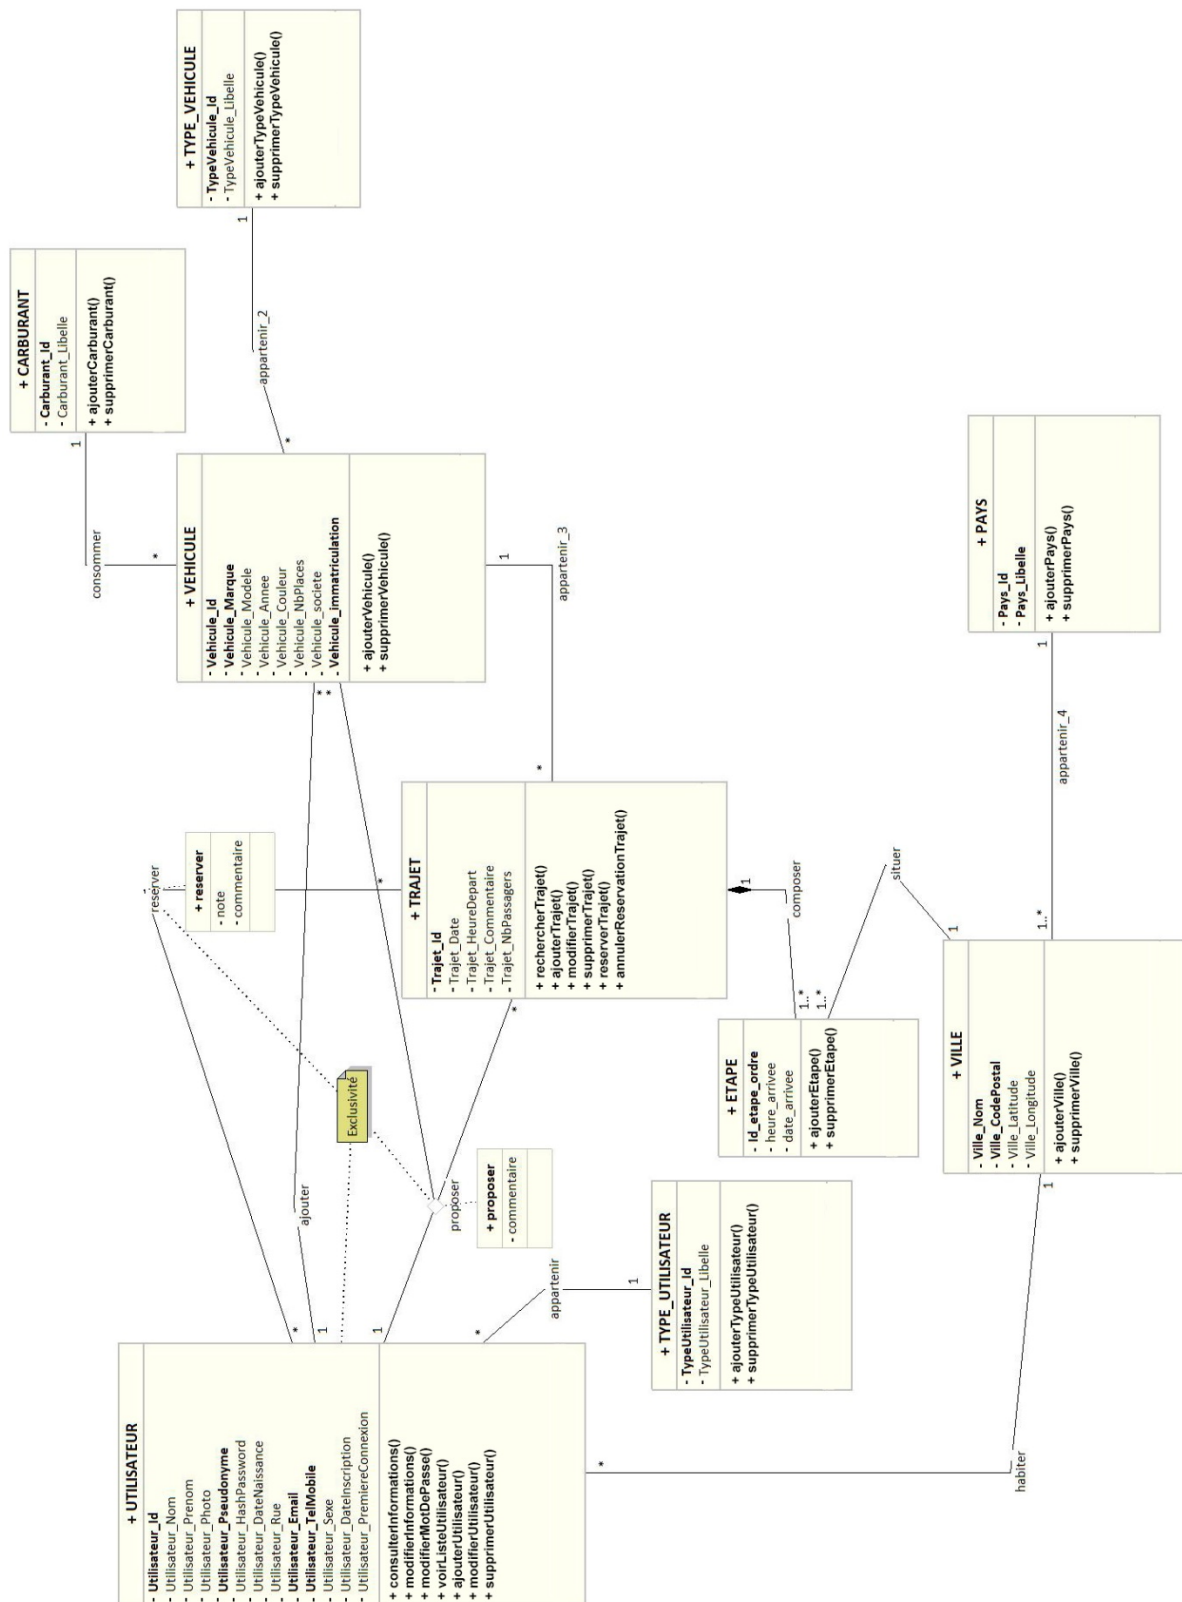 + UTILISATEUR
- Utilisateur_Id
- Utilisateur_Nom
- Utilisateur_Prenom
- Utilisateur_Photo
- Utilisateur_Pseudonyme
- Utilisateur_HashPassword
- Utilisateur_DateNaissance
- Utilisateur_Rue
- Utilisateur_Email
- Utilisateur_TelMobile
- Utilisateur_Sexe
- Utilisateur_DateInscription
- Utilisateur_PremiereConnexion
+ consulterInformations()
+ modifierInformations()
+ modifierMotDePasse()
+ voirListeUtilisateur()
+ ajouterUtilisateur()
+ modifierUtilisateur()
+ supprimerUtilisateur()
*
1
1
*
*
reserver
1
+ reserver
- note
- commentaire
*
ajouter
*
*
Exclusivité
proposer
+ proposer
- commentaire
*
appartenir
1
+ TYPE_UTILISATEUR
- TypeUtilisateur_Id
- TypeUtilisateur_Libelle
+ ajouterTypeUtilisateur()
+ supprimerTypeUtilisateur()
habiter
1
+ TRAJET
- Trajet_Id
- Trajet_Date
- Trajet_HeureDepart
- Trajet_Commentaire
- Trajet_NbPassagers
+ rechercherTrajet()
+ ajouterTrajet()
+ modifierTrajet()
+ supprimerTrajet()
+ reserverTrajet()
+ annulerReservationTrajet()
1
composer
1..*
1..*
+ ETAPE
- Id_etape_ordre
- heure_arrivee
- date_arrivee
+ ajouterEtape()
+ supprimerEtape()
situer
1
+ VILLE
- Ville_Nom
- Ville_CodePostal
- Ville_Latitude
- Ville_Longitude
+ ajouterVille()
+ supprimerVille()
1..*
appartenir_4
1
+ PAYS
- Pays_Id
- Pays_Libelle
+ ajouterPays()
+ supprimerPays()
*
appartenir_3
1
+ VEHICULE
- Vehicule_Id
- Vehicule_Marque
- Vehicule_Modele
- Vehicule_Annee
- Vehicule_Couleur
- Vehicule_NbPlaces
- Vehicule_societe
- Vehicule_immatriculation
+ ajouterVehicule()
+ supprimerVehicule()
*
consommer
1
+ CARBURANT
- Carburant_Id
- Carburant_Libelle
+ ajouterCarburant()
+ supprimerCarburant()
*
appartenir_2
1
+ TYPE_VEHICULE
- TypeVehicule_Id
- TypeVehicule_Libelle
+ ajouterTypeVehicule()
+ supprimerTypeVehicule()